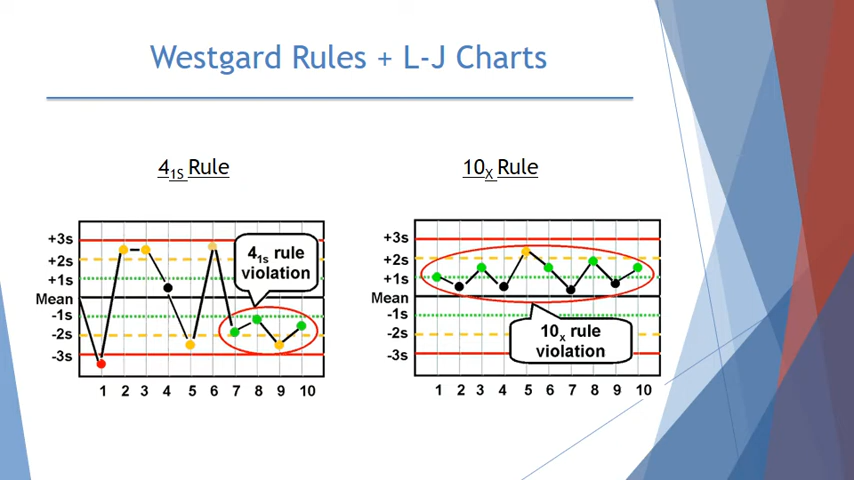 Westgard Rules + L-J Charts
41S Rule
10X Rule
+3s
+2s
+1s
Mean
-1s
-2s
-3s
41s rule
violation
1 2 3 4 5 6 7 8 9 10
+3s
+2s
+1s
Mean
-1s
-2s
-3s
10x rule
violation
1 2 3 4 5 6 7 8 9 10